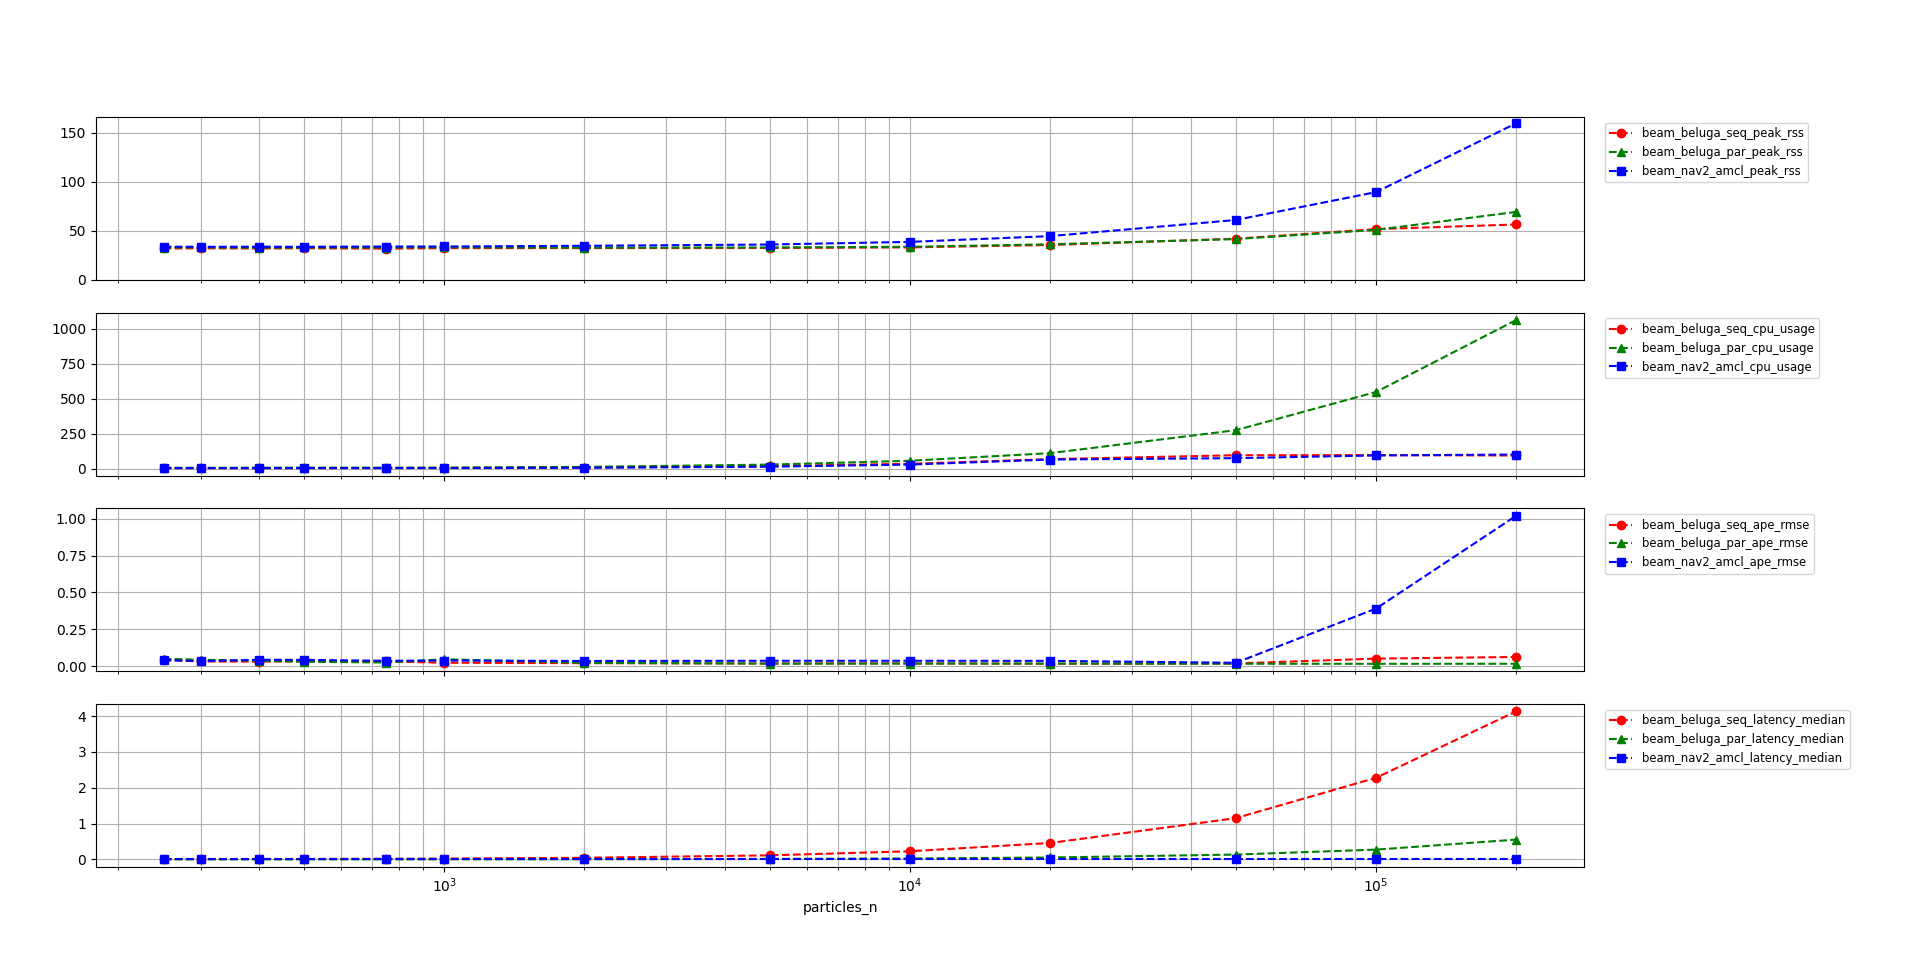 150
100
50
0
beam_beluga_seq_peak_rss
beam_beluga_par_peak_rss
beam_nav2_amcl_peak_rss
1000
750
500
250
0
beam_beluga_seq_cpu_usage
beam_beluga_par_cpu_usage
beam_nav2_amcl_cpu_usage
1.00
0.75
0.50
0.25
0.00
beam_beluga_seq_ape_rmse
beam_beluga_par_ape_rmse
beam_nav2_amcl_ape_rmse
4
3
2
1
0
beam_beluga_seq_latency_median
beam_beluga_par_latency_median
beam_nav2_amcl_latency_median
10³ 10⁴ 10⁵
particles_n